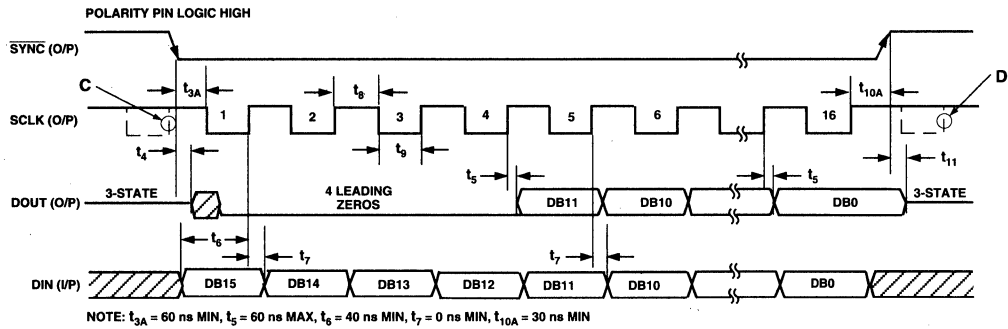 POLARITY PIN LOGIC HIGH
SYNC (O/P)
C
D
t3A
t8
t10A
SCLK (O/P)
1
2
3
4
5
6
16
t4
t9
t5
t5
t11
DOUT (O/P)
3-STATE
4 LEADING
ZEROS
DB11
DB10
DB0
3-STATE
t6
t7
t7
DIN (I/P)
DB15
DB14
DB13
DB12
DB11
DB10
DB0
NOTE: t3A = 60 ns MIN, t5 = 60 ns MAX, t6 = 40 ns MIN, t7 = 0 ns MIN, t10A = 30 ns MIN